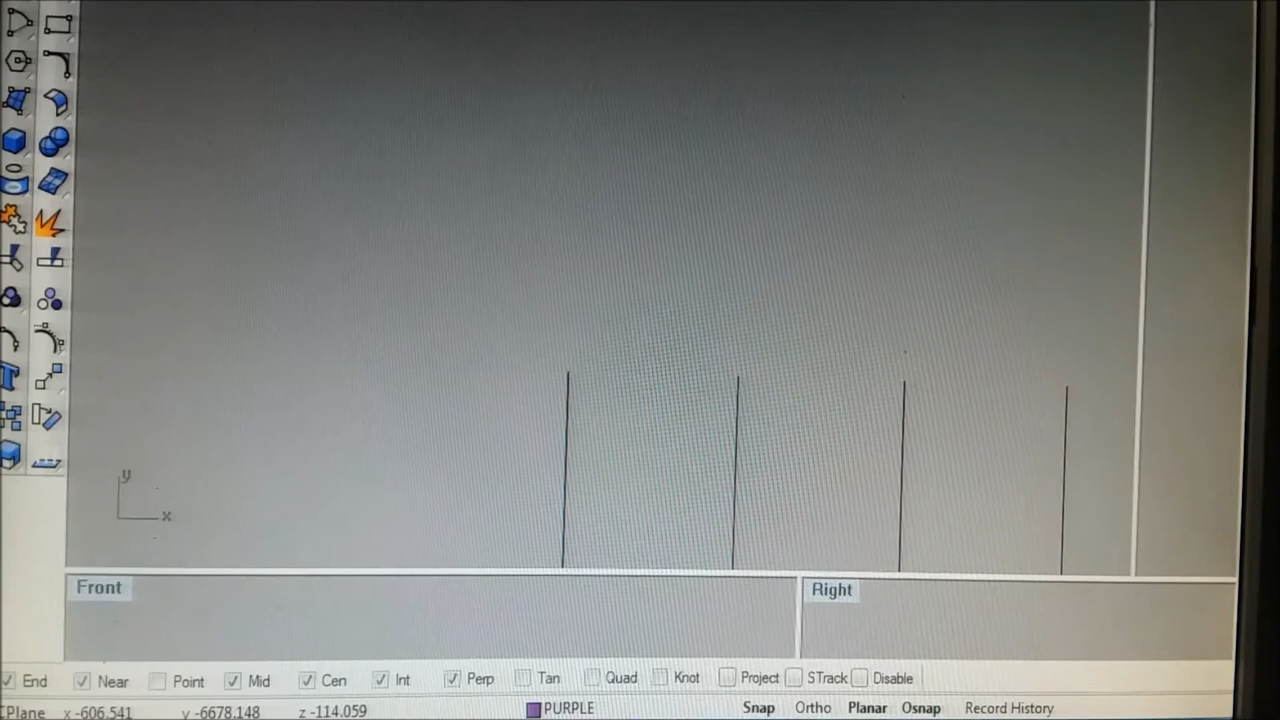 y
x
Front
Right
End Near Point Mid Cen Int Perp Tan Quad Knot Project STrack Disable
CPlane x -606.541 y -6678.148 z -114.059 PURPLE Snap Ortho Planar Osnap Record History